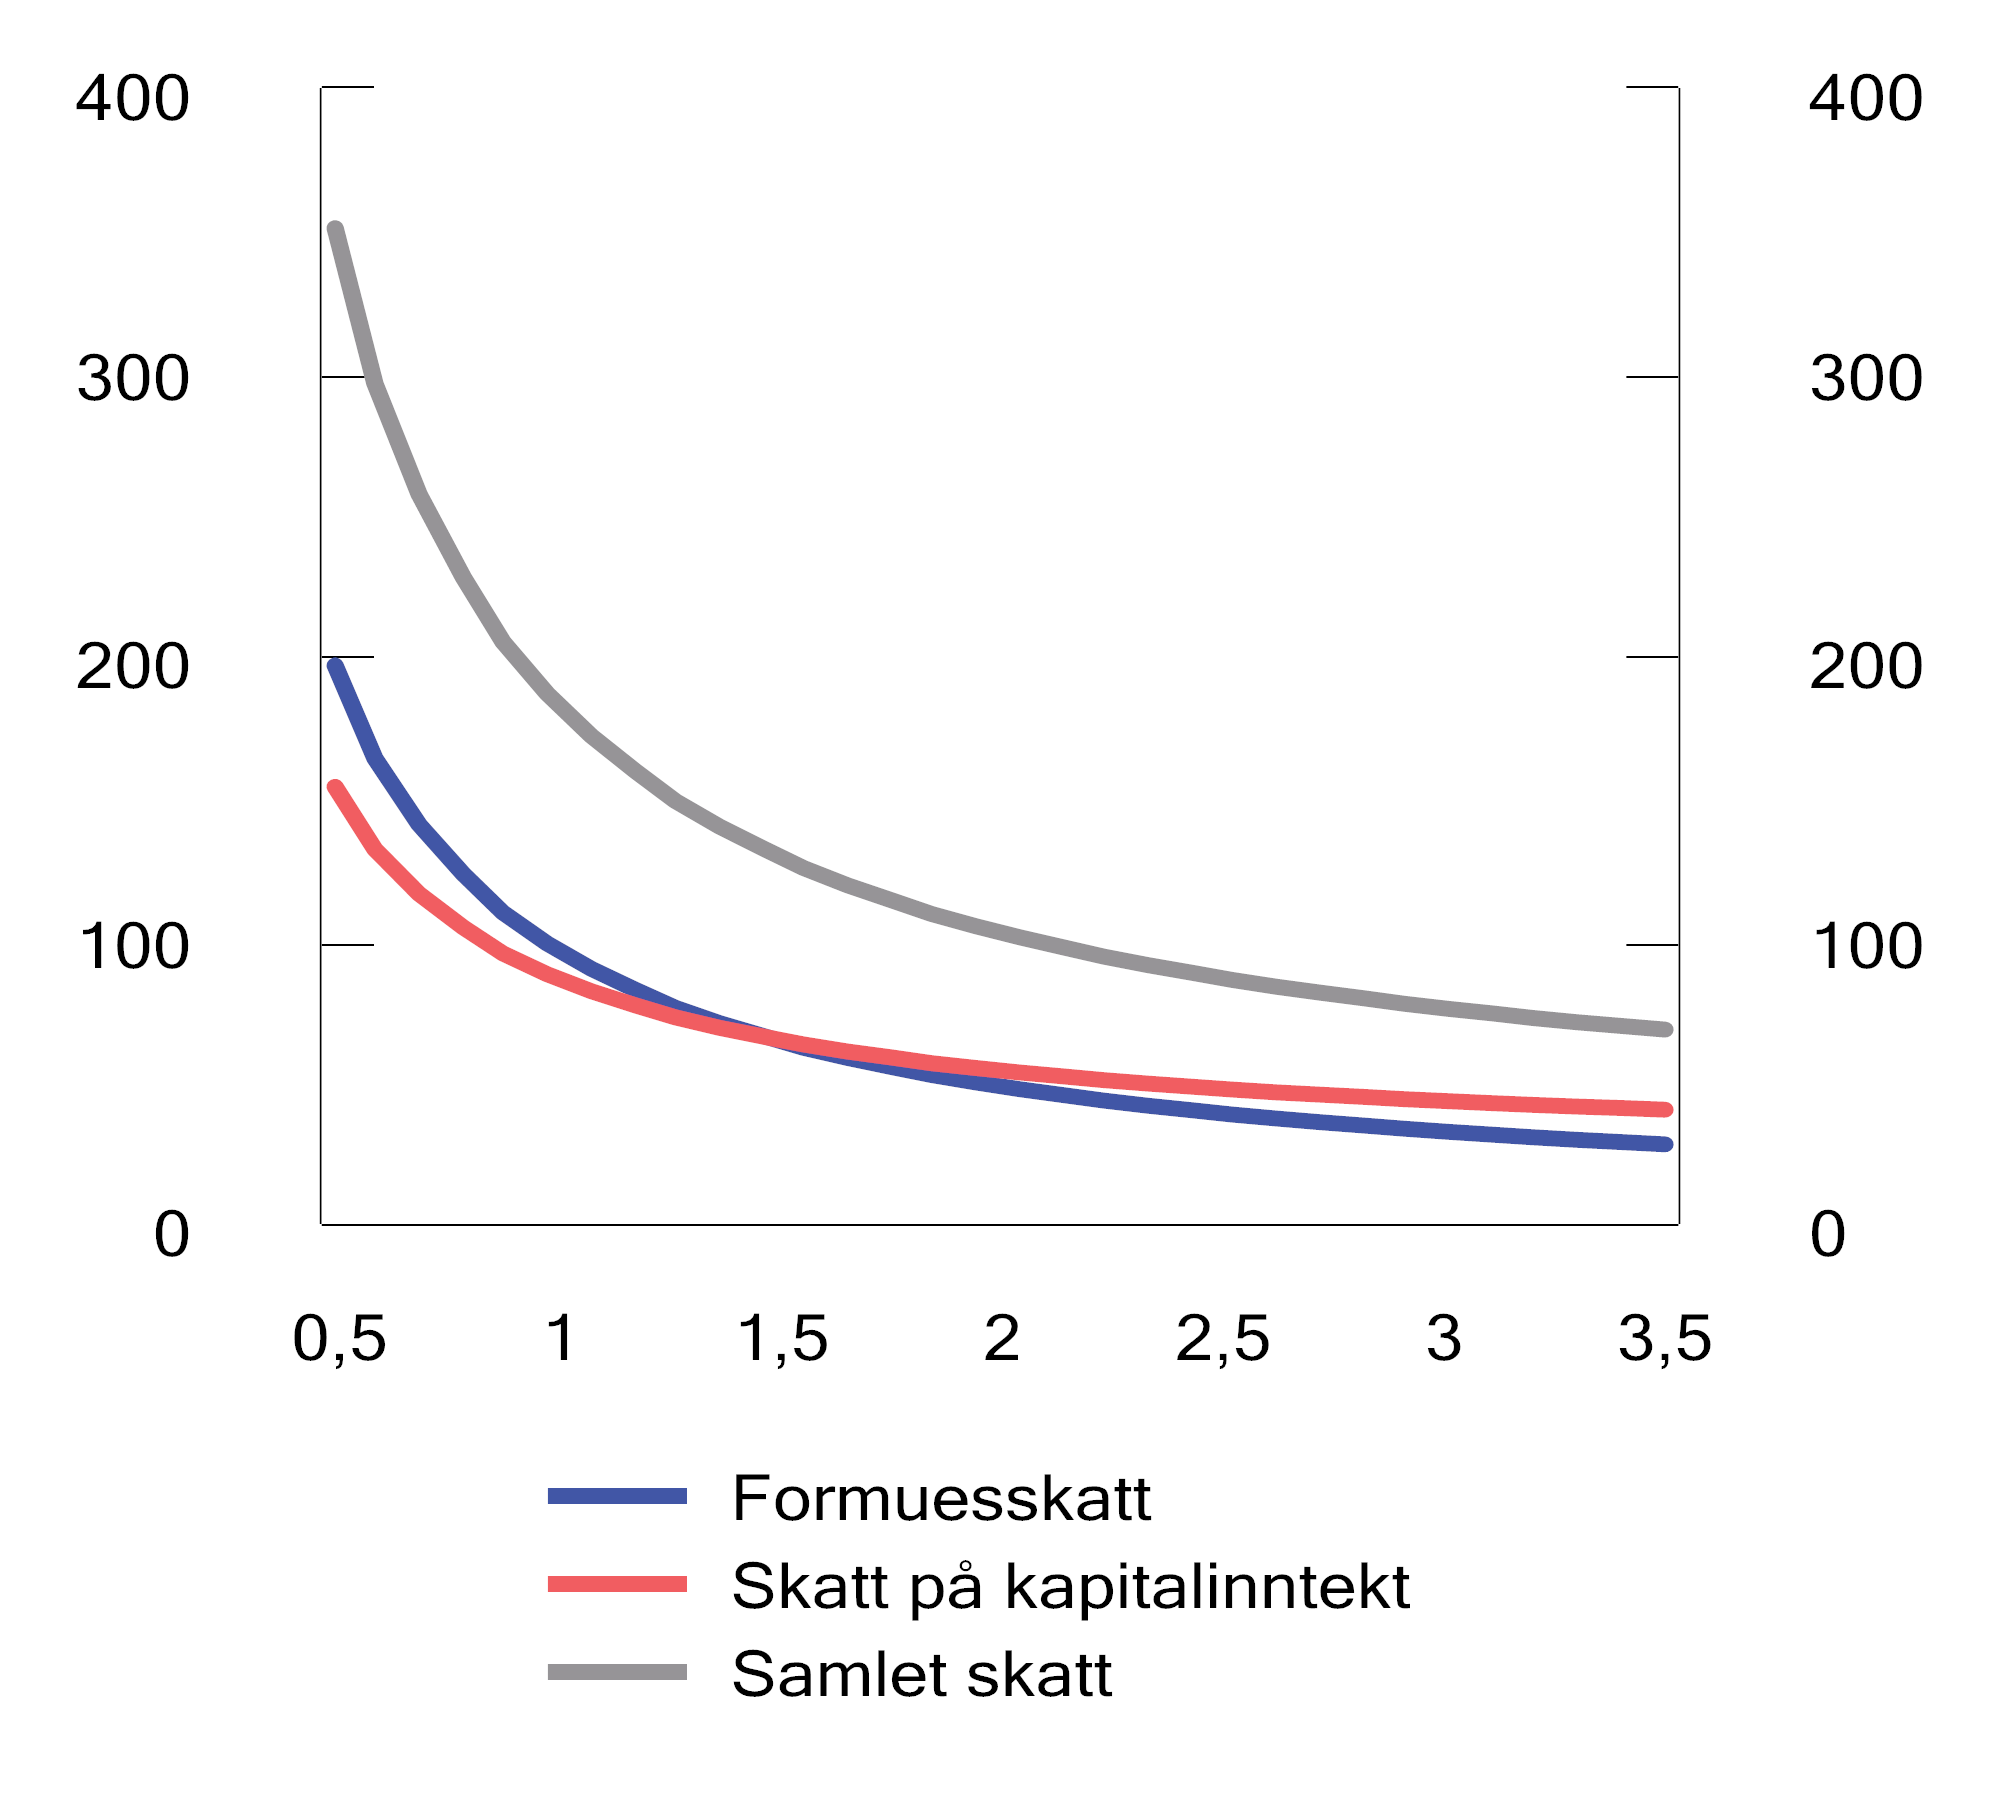 400 400
300 300
200 200
100 100
0 0
0,5 1 1,5 2 2,5 3 3,5
Formuesskatt
Skatt på kapitalinntekt
Samlet skatt